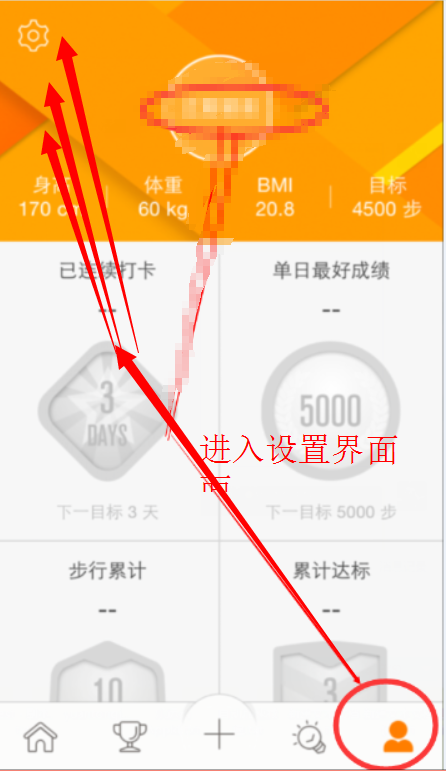 身高 体重 BMI 目标
170 cm 60 kg 20.8 4500 步
已连续打卡 单日最好成绩
-- --
3
DAYS
5000
进入设置界面
下一目标 3 天 下一目标 5000 步
步行累计 累计达标
-- --
10 3